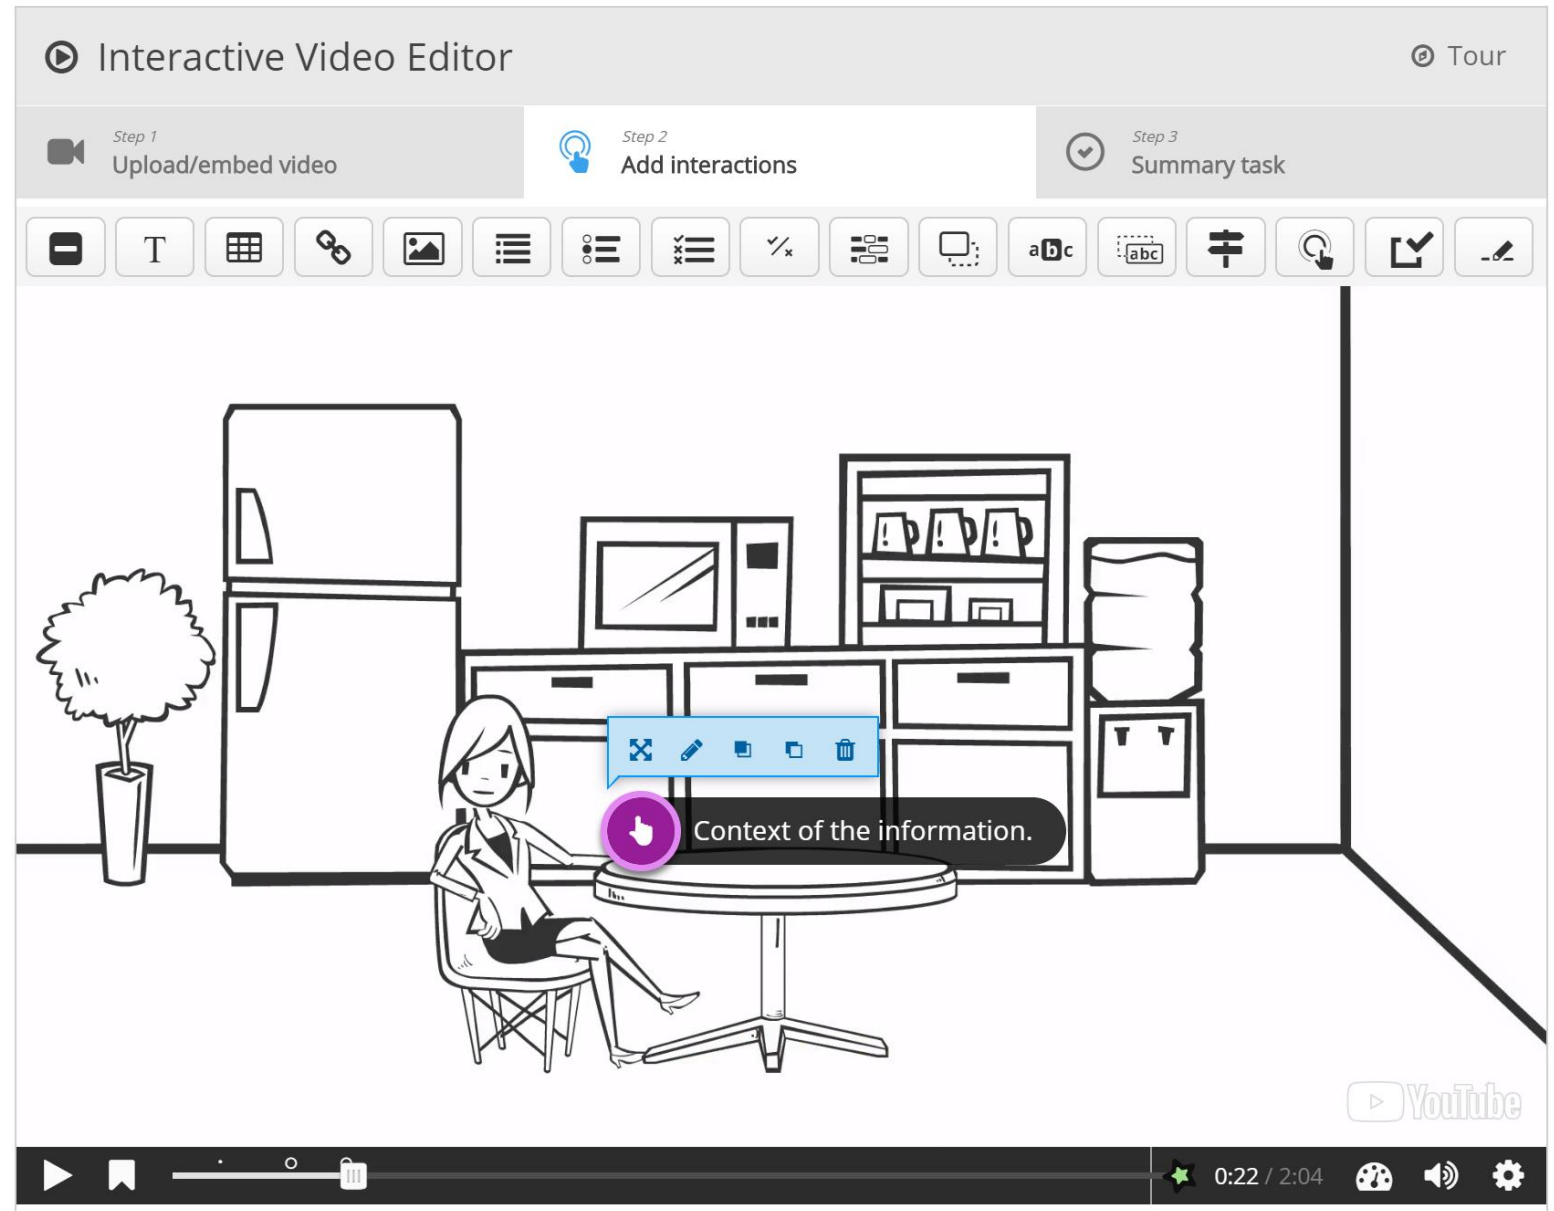 Interactive Video Editor
Tour
Step 1
Upload/embed video
Step 2
Add interactions
Step 3
Summary task
T
abc
abc
Context of the information.
YouTube
0:22 / 2:04